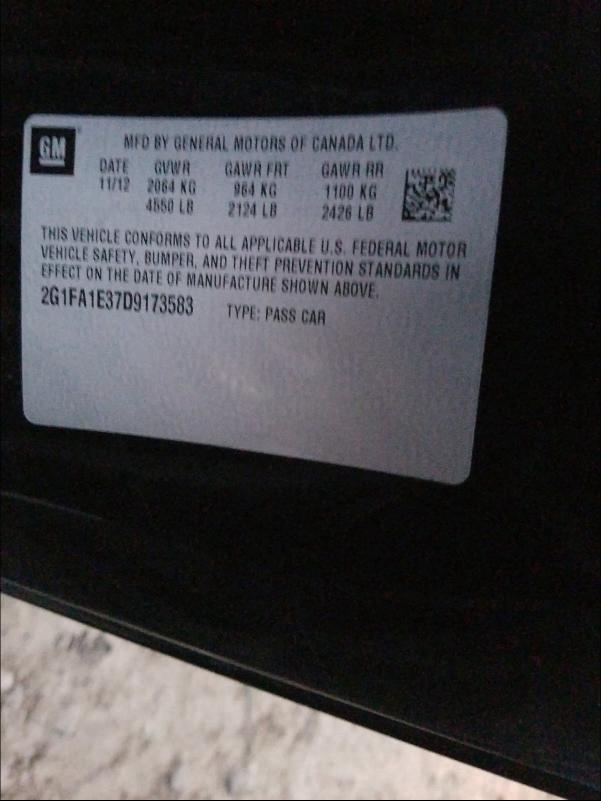 GM
MFD BY GENERAL MOTORS OF CANADA LTD.
DATE GVWR GAWR FRT GAWR RR
11/12 2064 KG 964 KG 1100 KG
4550 LB 2124 LB 2426 LB
THIS VEHICLE CONFORMS TO ALL APPLICABLE U.S. FEDERAL MOTOR
VEHICLE SAFETY, BUMPER, AND THEFT PREVENTION STANDARDS IN
EFFECT ON THE DATE OF MANUFACTURE SHOWN ABOVE.
2G1FA1E37D9173583 TYPE: PASS CAR